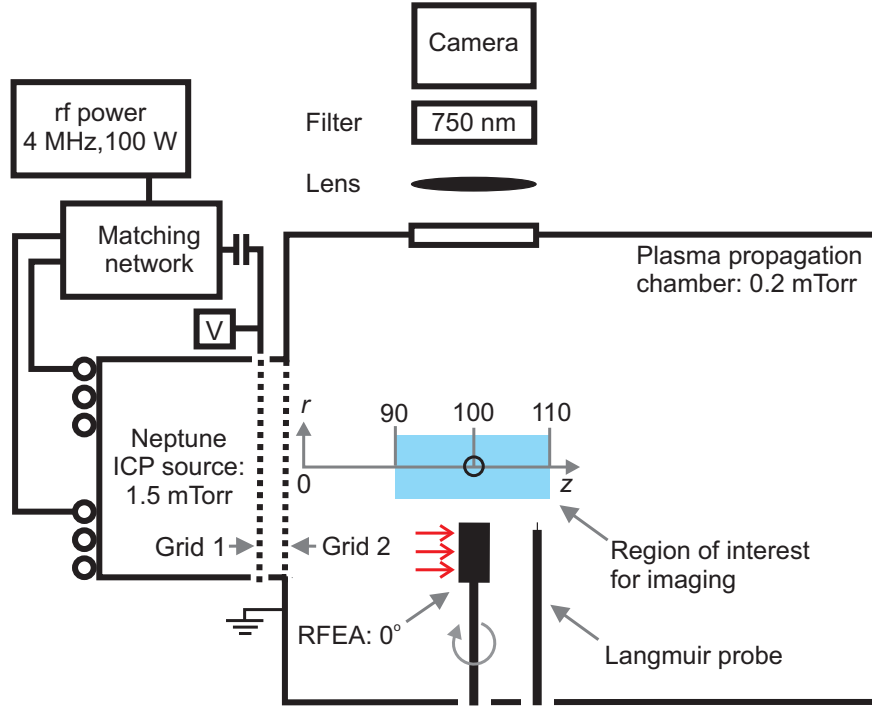 Camera
rf power
4 MHz,100 W
Filter
750 nm
Lens
Matching
network
Plasma propagation
chamber: 0.2 mTorr
V
r
90
100
110
Neptune
ICP source:
1.5 mTorr
0
z
Grid 1
Grid 2
Region of interest
for imaging
RFEA: 0°
Langmuir probe